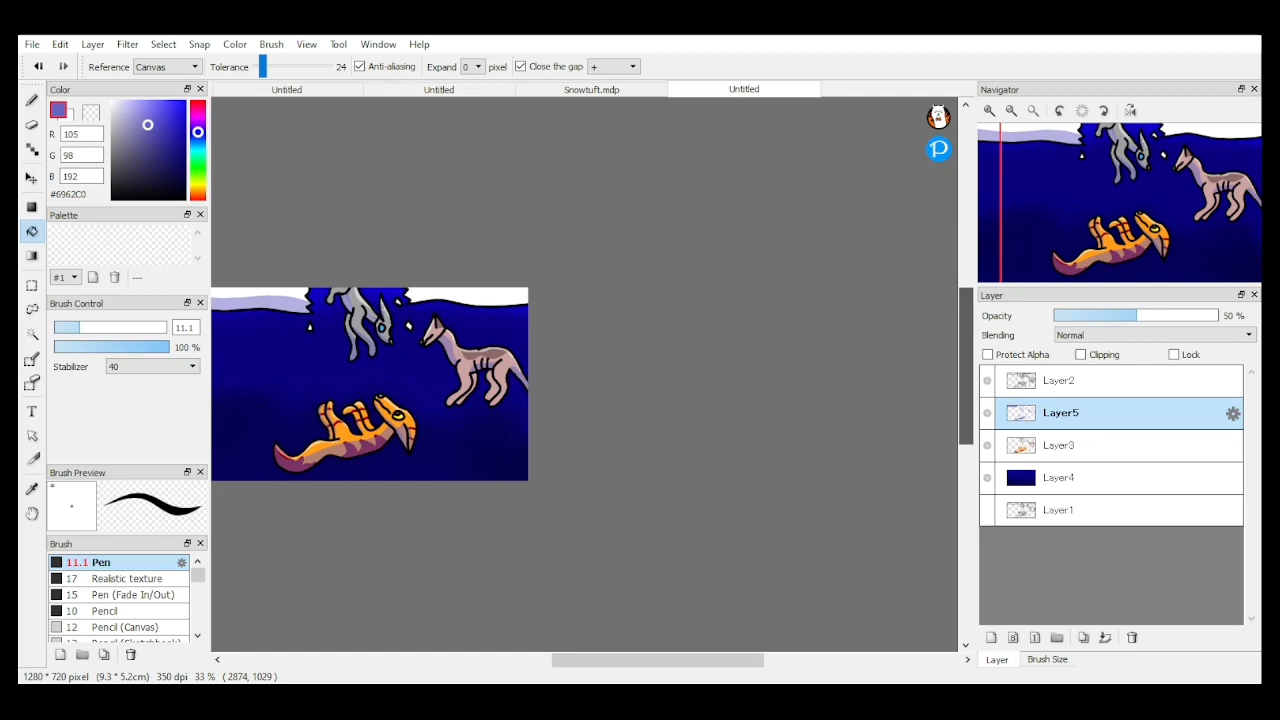 File Edit Layer Filter Select Snap Color Brush View Tool Window Help
Reference Canvas Tolerance 24 Anti-aliasing Expand 0 pixel Close the gap +
Color
Untitled Untitled Snowtuft.mdp Untitled
Navigator
R 105
G 98
B 192
#6962C0
Palette
#1 ---
Brush Control
11.1
100 %
Stabilizer 40
Brush Preview
*
Brush
11.1 Pen
17 Realistic texture
15 Pen (Fade In/Out)
10 Pencil
12 Pencil (Canvas)
P
Layer
Opacity 50 %
Blending Normal
Protect Alpha Clipping Lock
Layer2
Layer5
Layer3
Layer4
Layer1
8 1
T
Layer Brush Size
1280 * 720 pixel (9.3 * 5.2cm) 350 dpi 33 % ( 2874, 1029 )